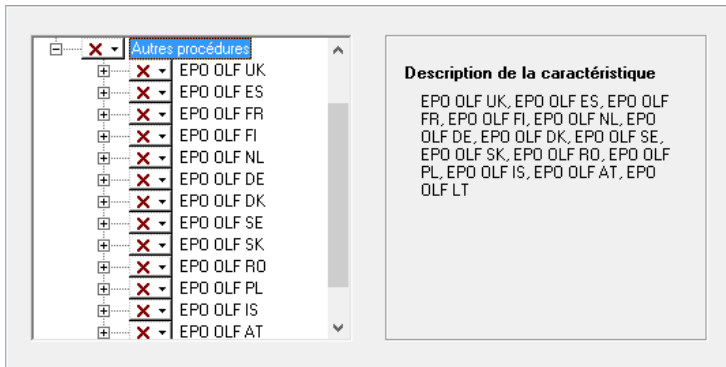 Autres procédures
EPO OLF UK
EPO OLF ES
EPO OLF FR
EPO OLF FI
EPO OLF NL
EPO OLF DE
EPO OLF DK
EPO OLF SE
EPO OLF SK
EPO OLF RO
EPO OLF PL
EPO OLF IS
EPO OLF AT
Description de la caractéristique
EPO OLF UK, EPO OLF ES, EPO OLF
FR, EPO OLF FI, EPO OLF NL, EPO
OLF DE, EPO OLF DK, EPO OLF SE,
EPO OLF SK, EPO OLF RO, EPO OLF
PL, EPO OLF IS, EPO OLF AT, EPO
OLF LT